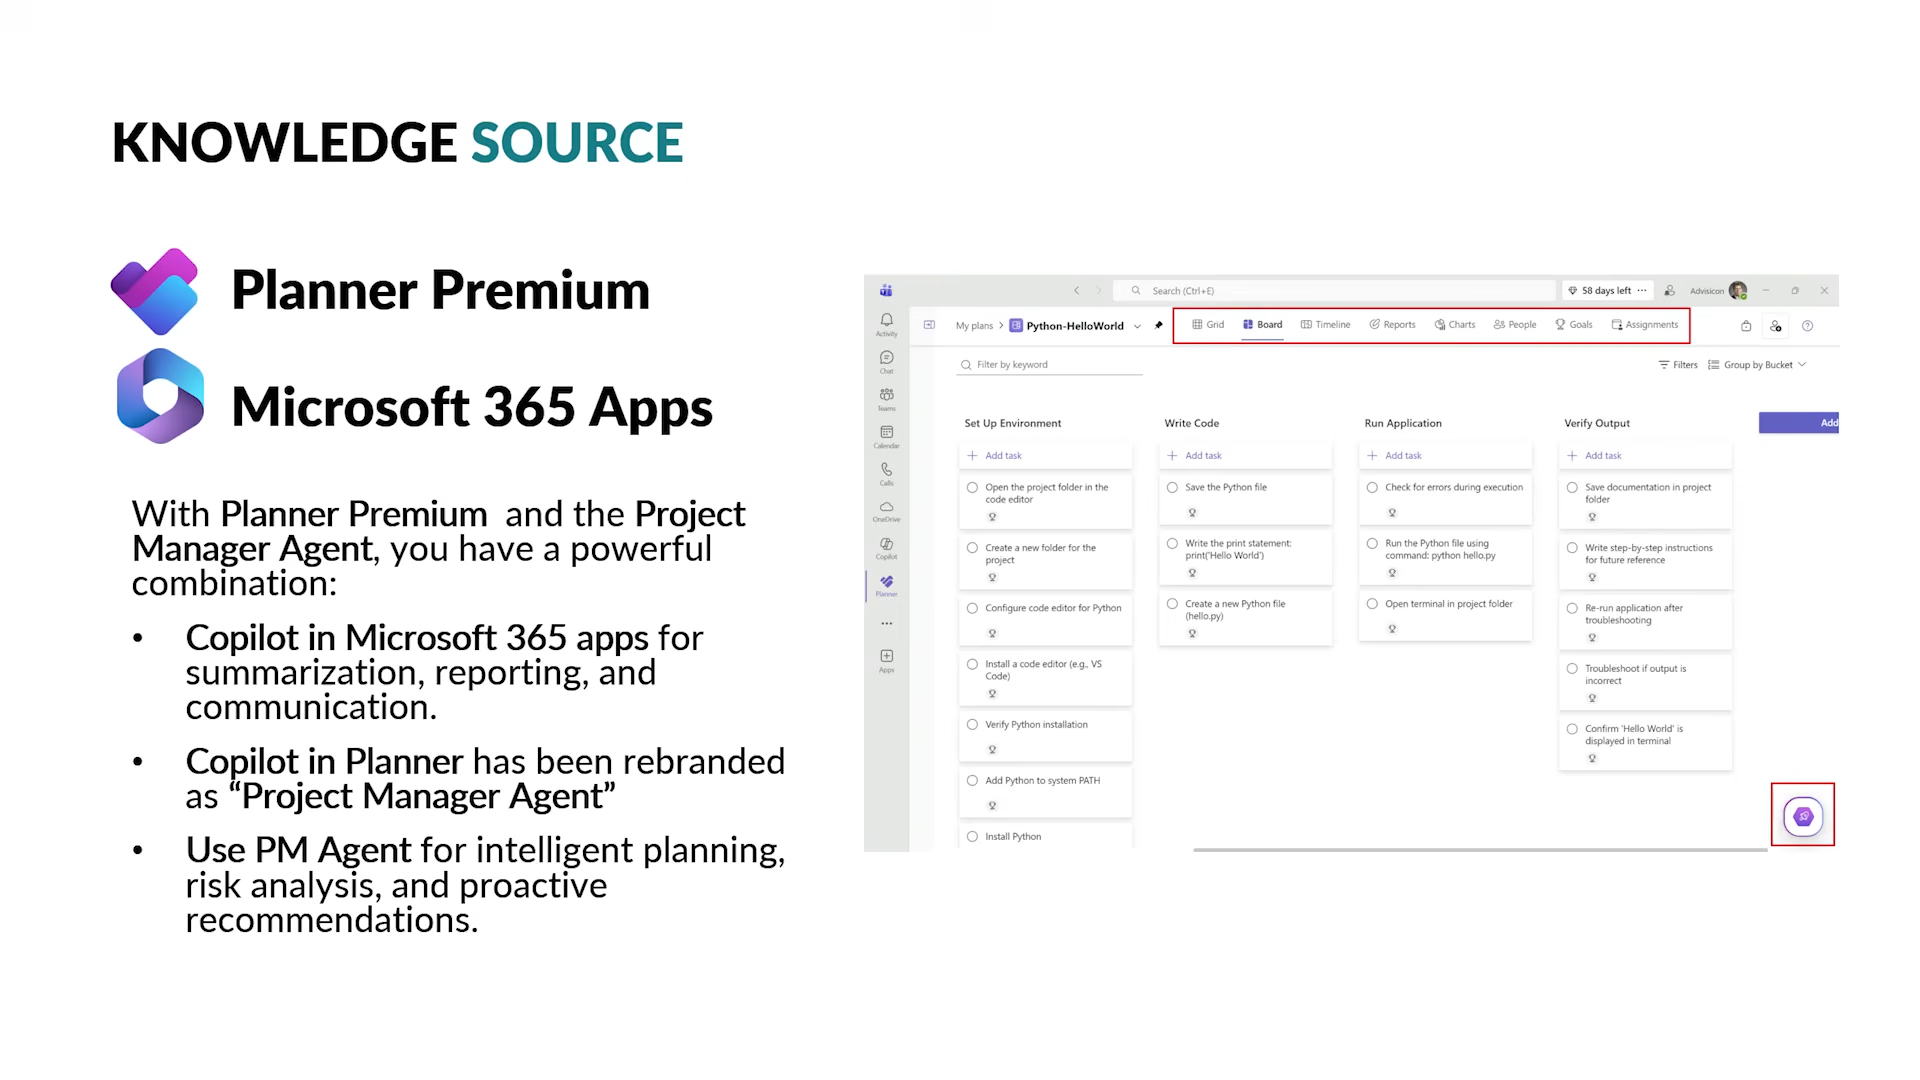 KNOWLEDGE SOURCE
Planner Premium
Microsoft 365 Apps
With Planner Premium and the Project
Manager Agent, you have a powerful
combination:
• Copilot in Microsoft 365 apps for
summarization, reporting, and
communication.
• Copilot in Planner has been rebranded
as “Project Manager Agent”
• Use PM Agent for intelligent planning,
risk analysis, and proactive
recommendations.
Search (Ctrl+E)
58 days left ···
Advisicon
My plans > Python-HelloWorld
Grid Board Timeline Reports Charts People Goals Assignments
Activity
Chat
Teams
Calendar
Calls
OneDrive
Copilot
Planner
Apps
Filter by keyword
Filters Group by Bucket
Set Up Environment
Add task
Open the project folder in the
code editor
Create a new folder for the
project
Configure code editor for Python
Install a code editor (e.g., VS
Code)
Verify Python installation
Add Python to system PATH
Install Python
Write Code
Add task
Save the Python file
Write the print statement:
print('Hello World')
Create a new Python file
(hello.py)
Run Application
Add task
Check for errors during execution
Run the Python file using
command: python hello.py
Open terminal in project folder
Verify Output
Add task
Save documentation in project
folder
Write step-by-step instructions
for future reference
Re-run application after
troubleshooting
Troubleshoot if output is
incorrect
Confirm 'Hello World' is
displayed in terminal
Add